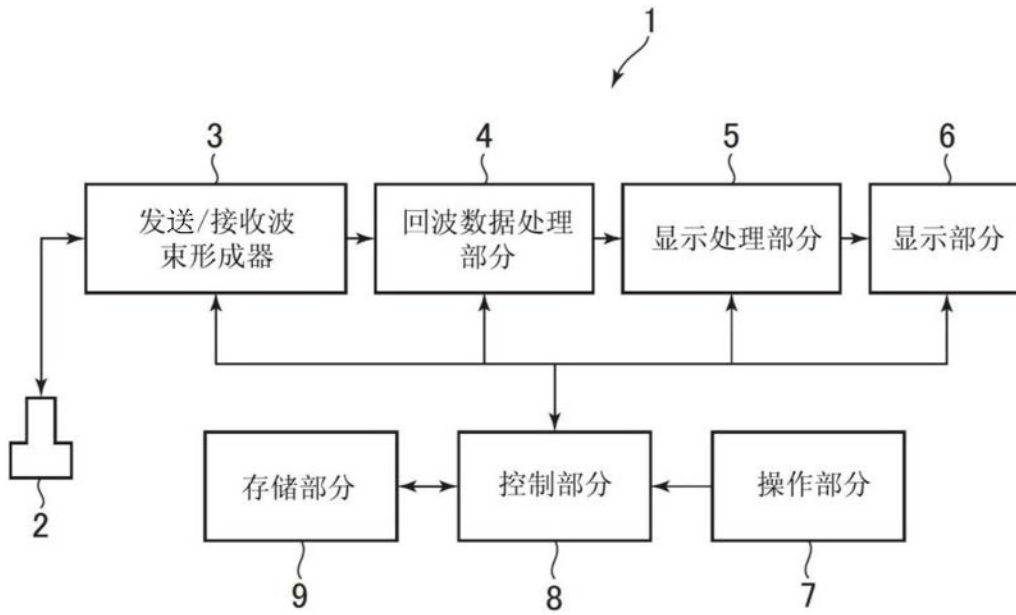 1
3
4
5
6
发送/接收波
束形成器
回波数据处理
部分
显示处理部分
显示部分
2
存储部分
控制部分
操作部分
9
8
7